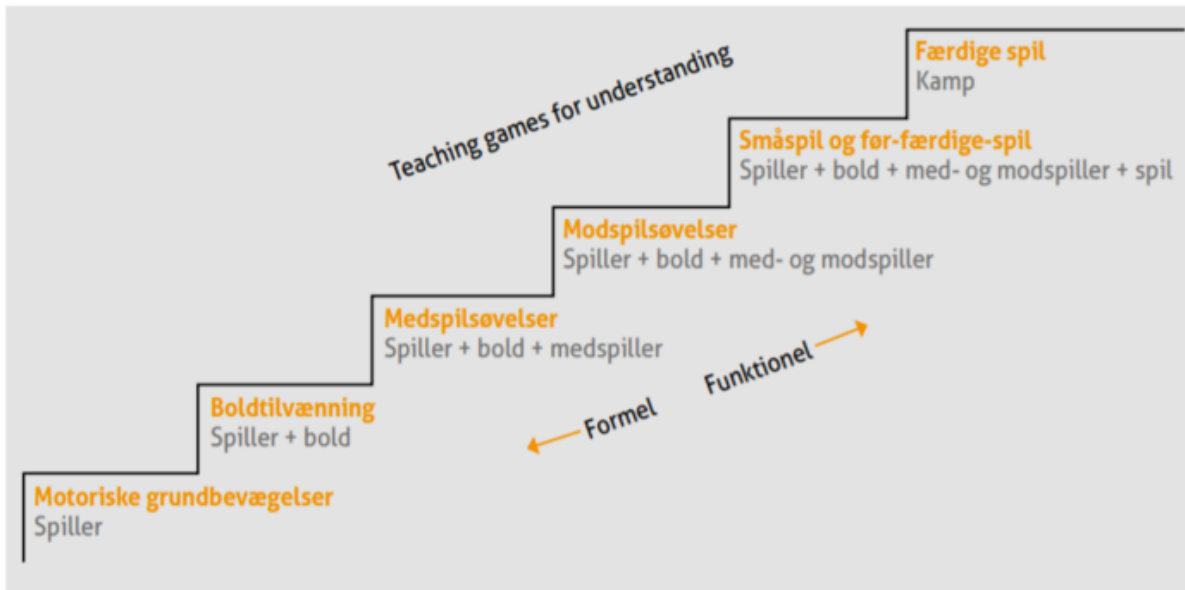 Færdige spil
Kamp
Teaching games for understanding
Småspil og før-færdige-spil
Spiller + bold + med- og modspiller + spil
Modspilsøvelser
Spiller + bold + med- og modspiller
Medspilsøvelser
Spiller + bold + medspiller
Funktionel
Formel
Boldtilvænning
Spiller + bold
Motoriske grundbevægelser
Spiller